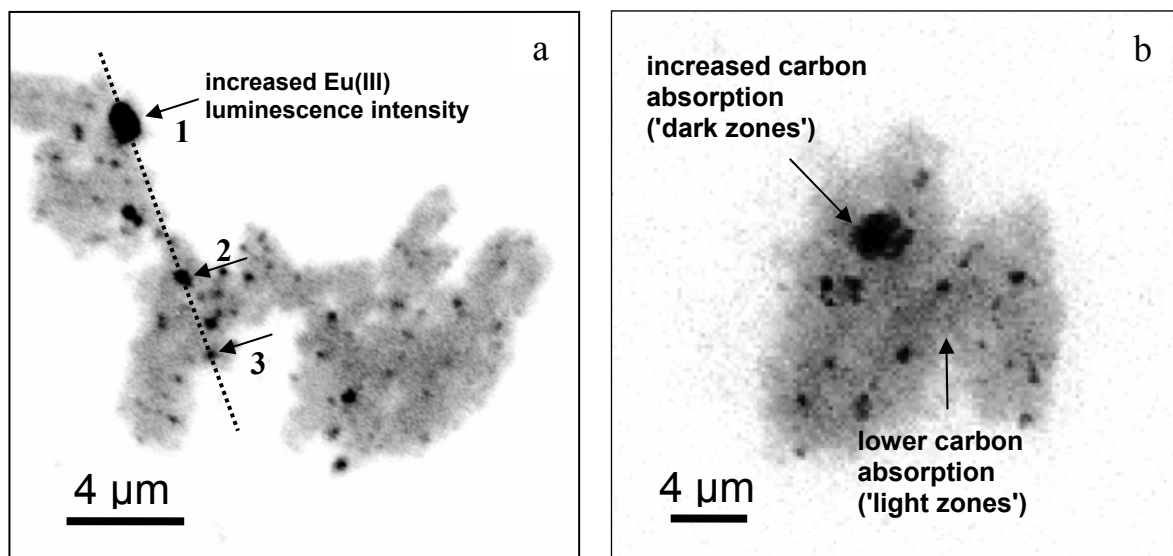 a
increased Eu(III)
luminescence intensity
1
2
3
4 µm
b
increased carbon
absorption
('dark zones')
lower carbon
absorption
('light zones')
4 µm